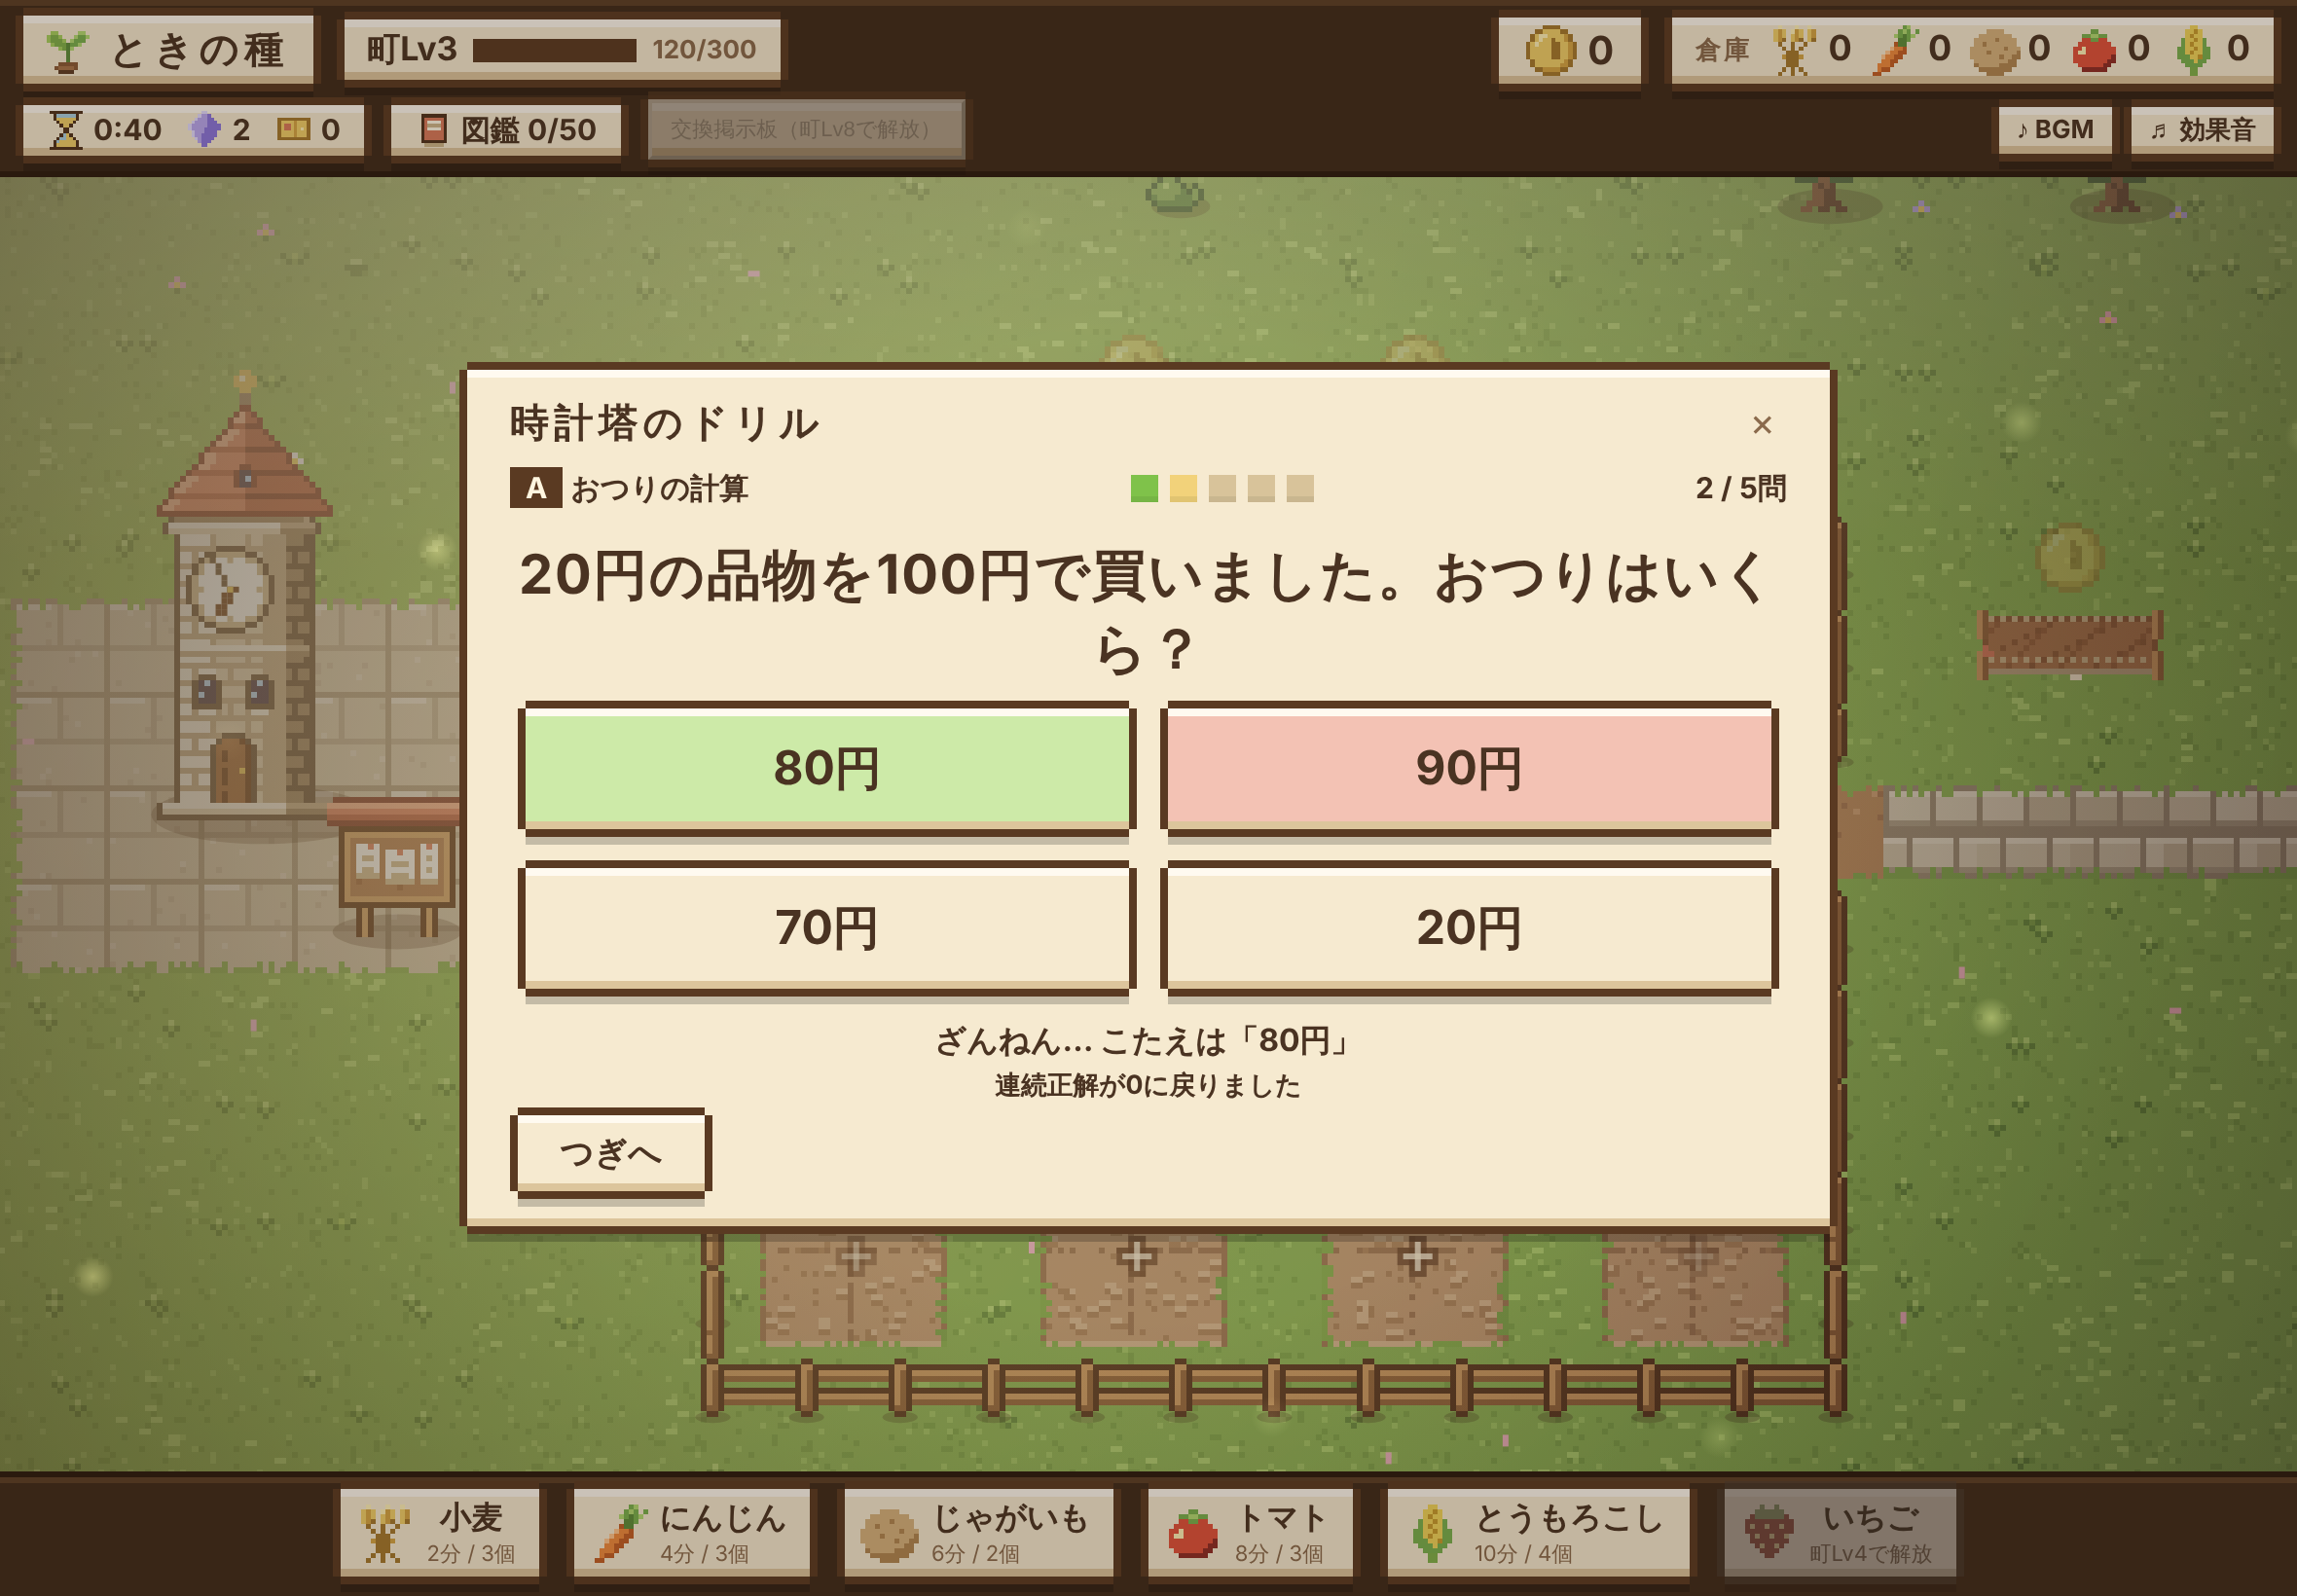 ときの種
町Lv3 120/300
0
倉庫 0 0 0 0 0
0:40 2 0
図鑑 0/50
交換掲示板（町Lv8で解放）
♪ BGM
♬ 効果音
時計塔のドリル
×
A おつりの計算
2 / 5問
20円の品物を100円で買いました。おつりはいく
ら？
80円
90円
70円
20円
ざんねん… こたえは「80円」
連続正解が0に戻りました
つぎへ
小麦
2分 / 3個
にんじん
4分 / 3個
じゃがいも
6分 / 2個
トマト
8分 / 3個
とうもろこし
10分 / 4個
いちご
町Lv4で解放